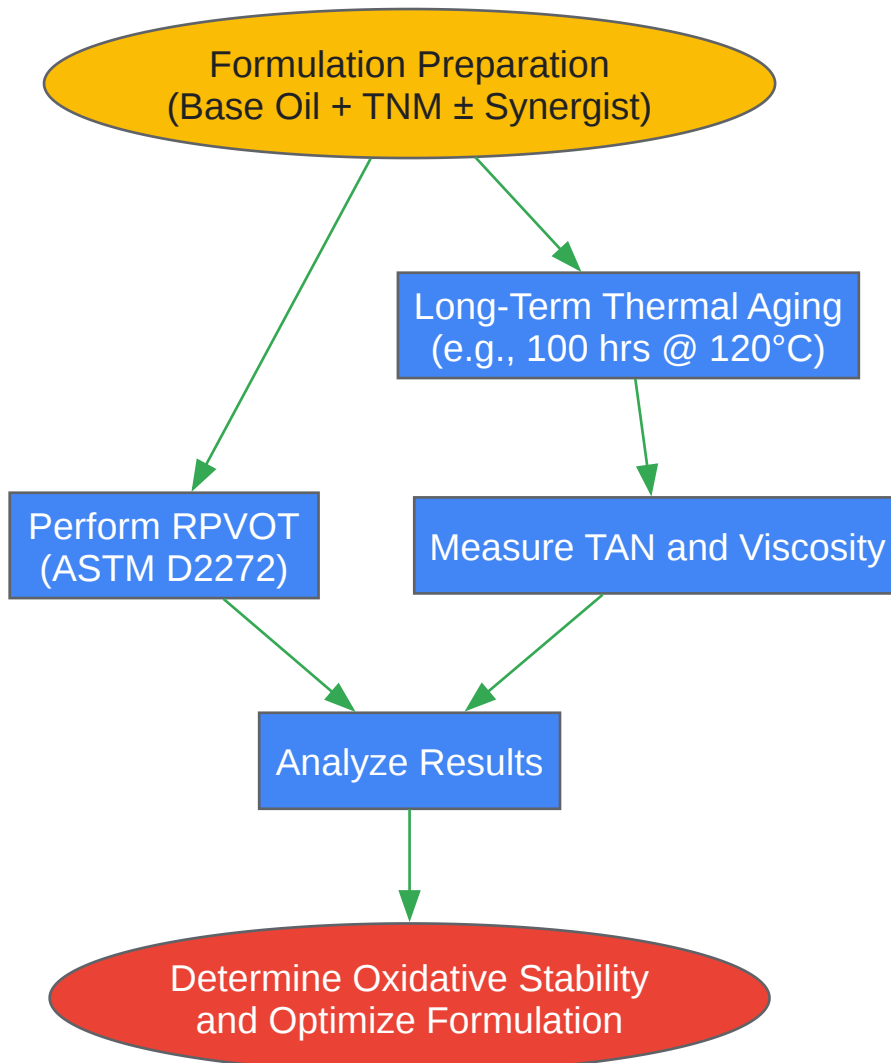 Formulation Preparation
(Base Oil + TNM ± Synergist)
Long-Term Thermal Aging
(e.g., 100 hrs @ 120°C)
Perform RPVOT
(ASTM D2272)
Measure TAN and Viscosity
Analyze Results
Determine Oxidative Stability
and Optimize Formulation